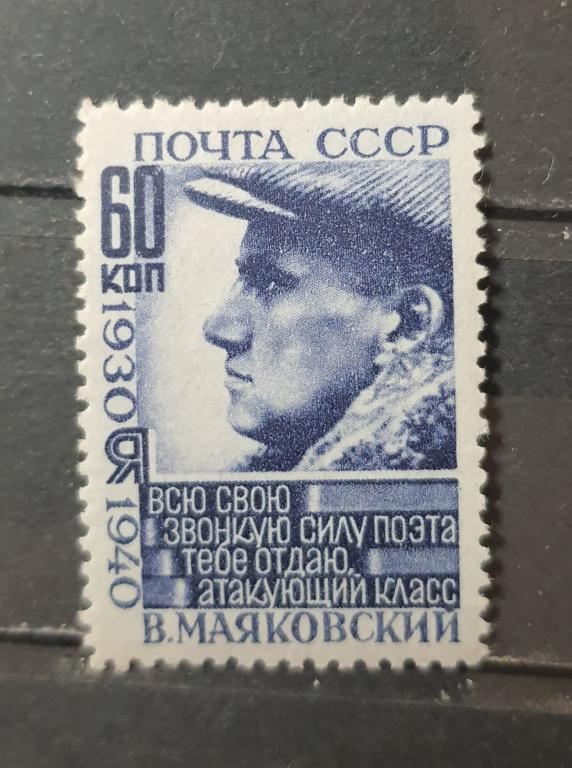 ПОЧТА СССР
60
КОП
1930
1940
ВСЮ СВОЮ
ЗВОНКУЮ СИЛУ ПОЭТА
ТЕБЕ ОТДАЮ,
АТАКУЮЩИЙ КЛАСС
В.МАЯКОВСКИЙ